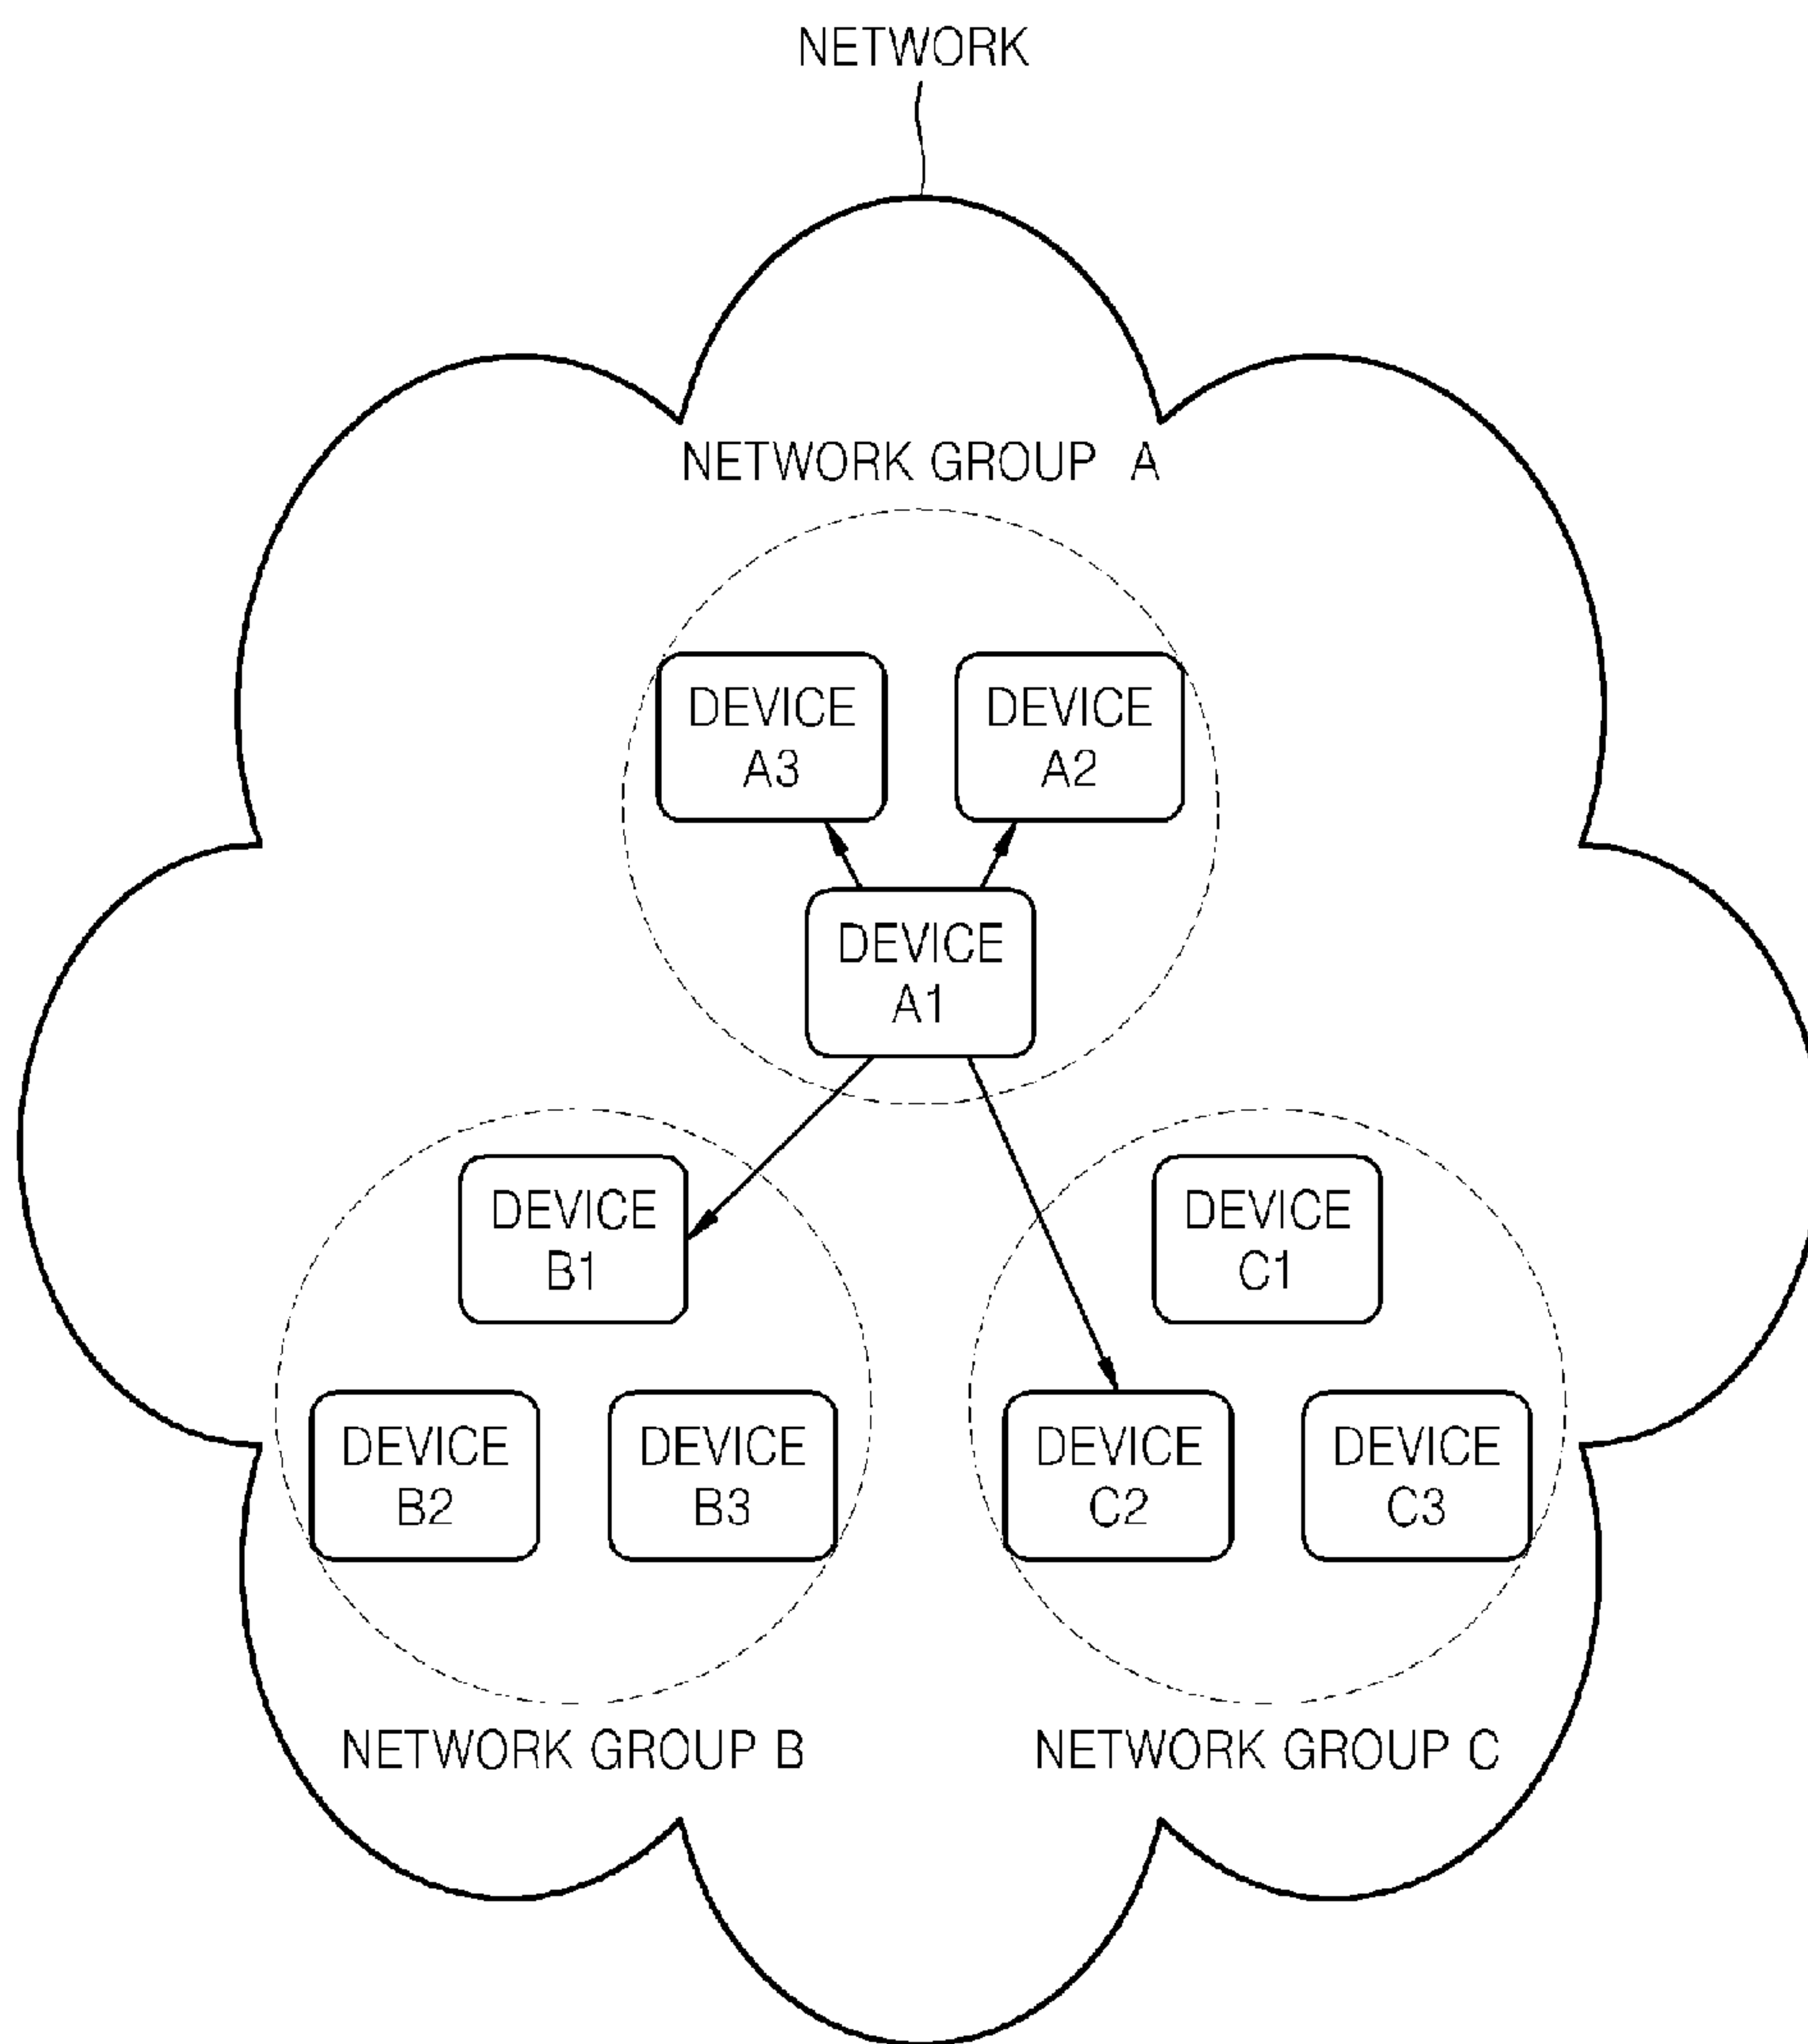 NETWORK
NETWORK GROUP A
DEVICE
A3
DEVICE
A2
DEVICE
A1
DEVICE
B1
DEVICE
C1
DEVICE
B2
DEVICE
B3
DEVICE
C2
DEVICE
C3
NETWORK GROUP B
NETWORK GROUP C